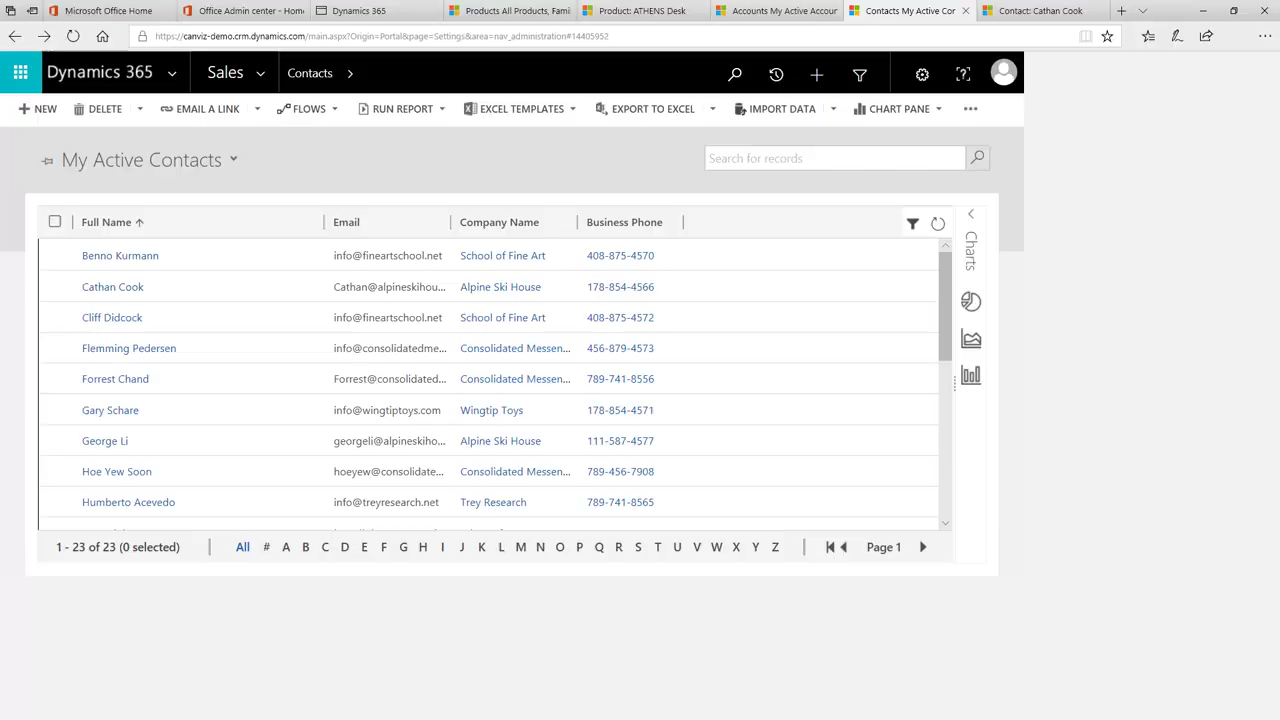 Microsoft Office Home
Office Admin center - Home
Dynamics 365
Products All Products, Fami
Product: ATHENS Desk
Accounts My Active Accour
Contacts My Active Cor
Contact: Cathan Cook
https://canviz-demo.crm.dynamics.com/main.aspx?Origin=Portal&page=Settings&area=nav_administration#14405952
Dynamics 365
Sales
Contacts
NEW
DELETE
EMAIL A LINK
FLOWS
RUN REPORT
EXCEL TEMPLATES
EXPORT TO EXCEL
IMPORT DATA
CHART PANE
My Active Contacts
Search for records
Full Name Email Company Name Business Phone
Benno Kurmann info@fineartschool.net School of Fine Art 408-875-4570
Cathan Cook Cathan@alpineskihou... Alpine Ski House 178-854-4566
Cliff Didcock info@fineartschool.net School of Fine Art 408-875-4572
Flemming Pedersen info@consolidatedme... Consolidated Messen... 456-879-4573
Forrest Chand Forrest@consolidated... Consolidated Messen... 789-741-8556
Gary Schare info@wingtiptoys.com Wingtip Toys 178-854-4571
George Li georgeli@alpineskiho... Alpine Ski House 111-587-4577
Hoe Yew Soon hoeyew@consolidate... Consolidated Messen... 789-456-7908
Humberto Acevedo info@treyresearch.net Trey Research 789-741-8565
Charts
1 - 23 of 23 (0 selected) All # A B C D E F G H I J K L M N O P Q R S T U V W X Y Z Page 1